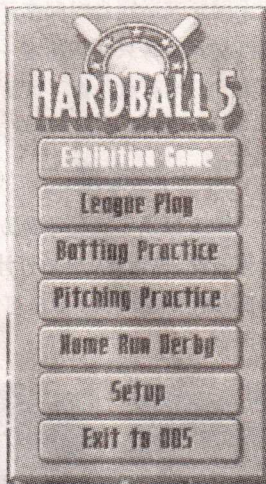 HARDBALL 5
Exhibition Game
League Play
Batting Practice
Pitching Practice
Home Run Derby
Setup
Exit to DOS